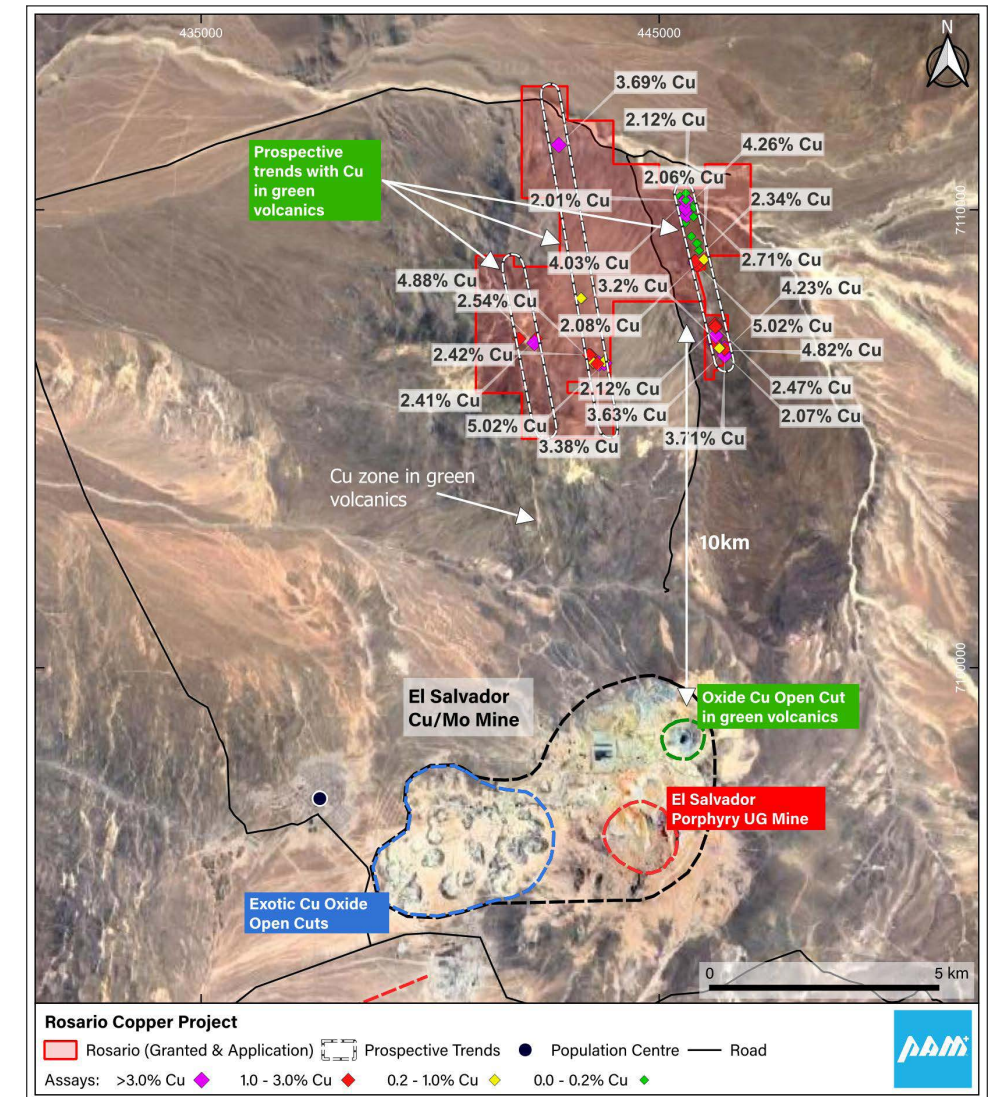 435000
445000
N
3.69% Cu
2.12% Cu
4.26% Cu
Prospective
trends with Cu
in green
volcanics
2.06% Cu
2.01% Cu
2.34% Cu
7110000
4.03% Cu
2.71% Cu
4.88% Cu
3.2% Cu
4.23% Cu
2.54% Cu
2.08% Cu
5.02% Cu
2.42% Cu
4.82% Cu
2.12% Cu
2.47% Cu
2.41% Cu
3.63% Cu
2.07% Cu
5.02% Cu
3.38% Cu
3.71% Cu
Cu zone in green
volcanics
10km
7100000
El Salvador
Cu/Mo Mine
Oxide Cu Open Cut
in green volcanics
El Salvador
Porphyry UG Mine
Exotic Cu Oxide
Open Cuts
0
5 km
Rosario Copper Project
Rosario (Granted & Application)
Prospective Trends
Population Centre
Road
PAM
Assays:
>3.0% Cu
1.0 - 3.0% Cu
0.2 - 1.0% Cu
0.0 - 0.2% Cu